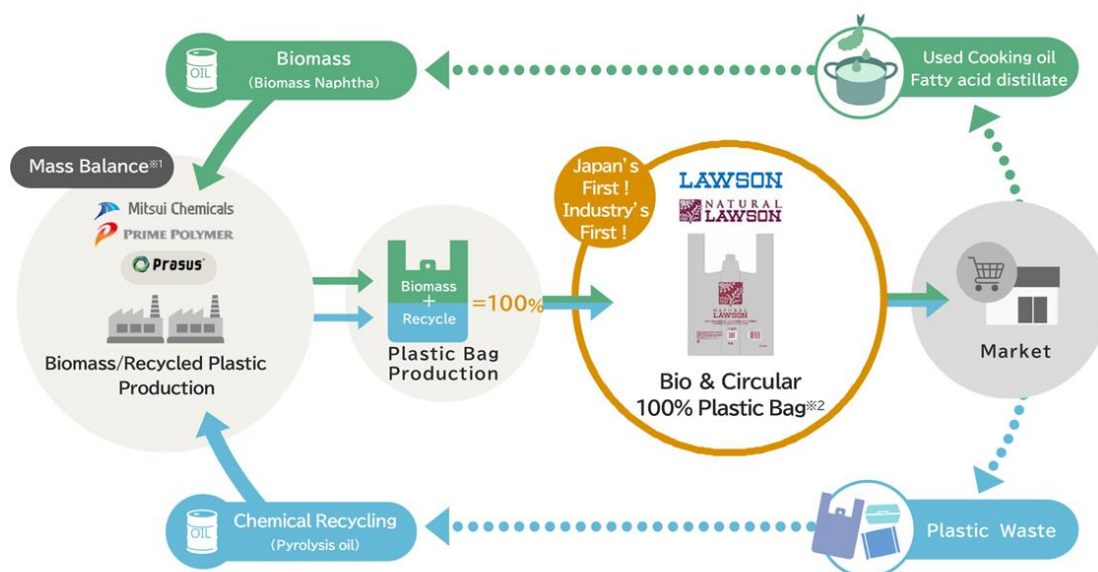 OIL
Biomass
(Biomass Naphtha)
Used Cooking oil
Fatty acid distillate
Mass Balance※1
Mitsui Chemicals
PRIME POLYMER
Prasus®
Biomass/Recycled Plastic
Production
Biomass
+
Recycle
=100%
Plastic Bag
Production
Japan's
First !
Industry's
First !
LAWSON
NATURAL
LAWSON
NATURAL
LAWSON
Bio & Circular
100% Plastic Bag※2
Market
OIL
Chemical Recycling
(Pyrolysis oil)
Plastic Waste